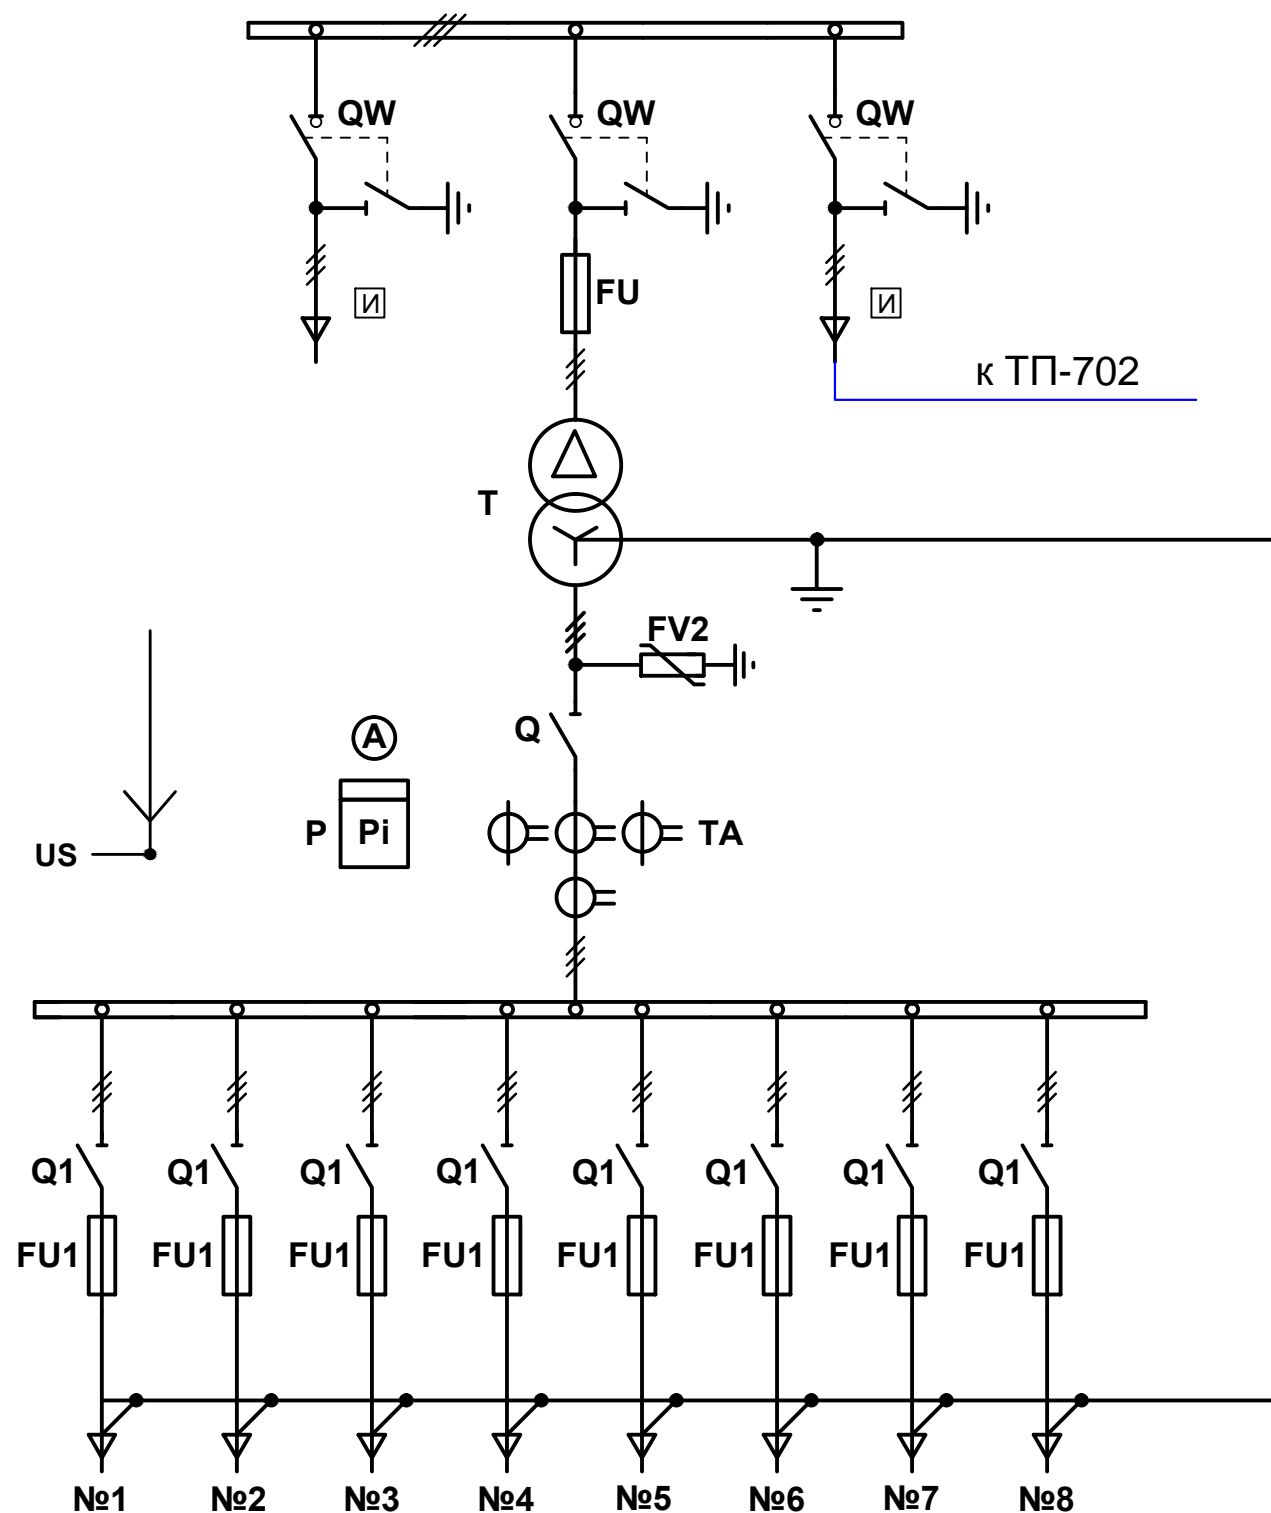 QW QW QW
FU
И И
к ТП-702
T
FV2
Q
A
P Pi TA
US
Q1 Q1 Q1 Q1 Q1 Q1 Q1 Q1
FU1 FU1 FU1 FU1 FU1 FU1 FU1 FU1
№1 №2 №3 №4 №5 №6 №7 №8